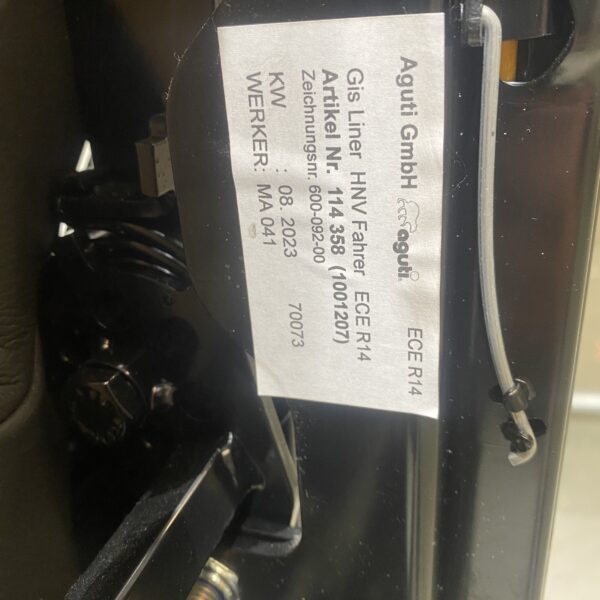 Aguti GmbH aguti ECE R14
Gis Liner HNV Fahrer ECE R14
Artikel Nr. 114 358 (1001207)
Zeichnungsnr. 600-092-00
KW : 08. 2023 70073
WERKER: MA 041